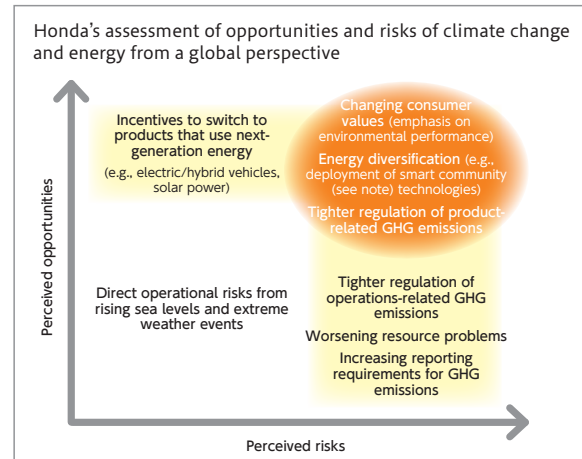 Honda's assessment of opportunities and risks of climate change
and energy from a global perspective
Perceived opportunities
Incentives to switch to
products that use next-
generation energy
(e.g., electric/hybrid vehicles,
solar power)
Changing consumer
values (emphasis on
environmental performance)
Energy diversification (e.g.,
deployment of smart community
(see note) technologies)
Tighter regulation of product-
related GHG emissions
Direct operational risks from
rising sea levels and extreme
weather events
Tighter regulation of
operations-related GHG
emissions
Worsening resource problems
Increasing reporting
requirements for GHG
emissions
Perceived risks